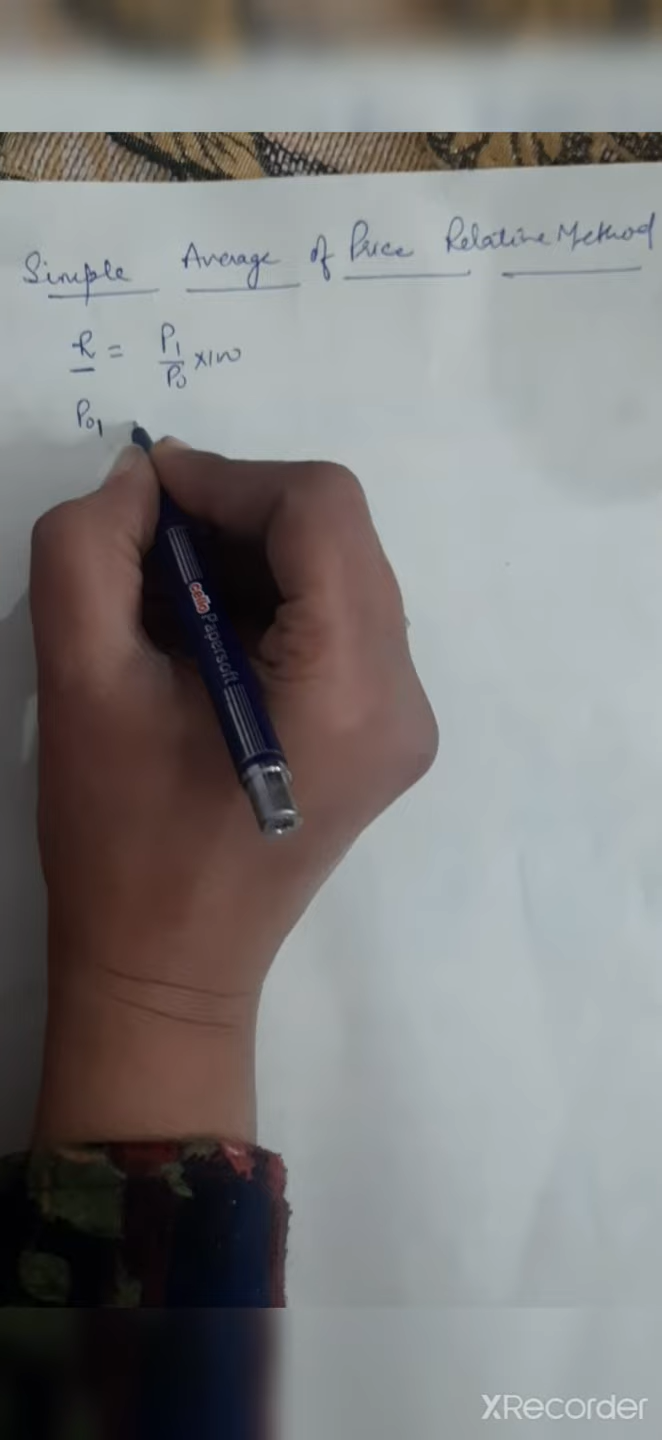 Simple Average of Price Relative Method
R = P1/P0 x100
P01
cello Papersoft
XRecorder